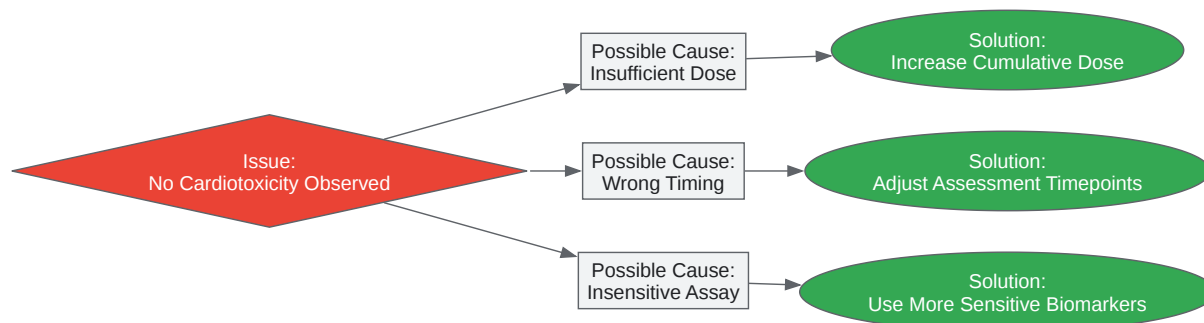 Issue:
No Cardiotoxicity Observed
Possible Cause:
Insufficient Dose
Solution:
Increase Cumulative Dose
Possible Cause:
Wrong Timing
Solution:
Adjust Assessment Timepoints
Possible Cause:
Insensitive Assay
Solution:
Use More Sensitive Biomarkers